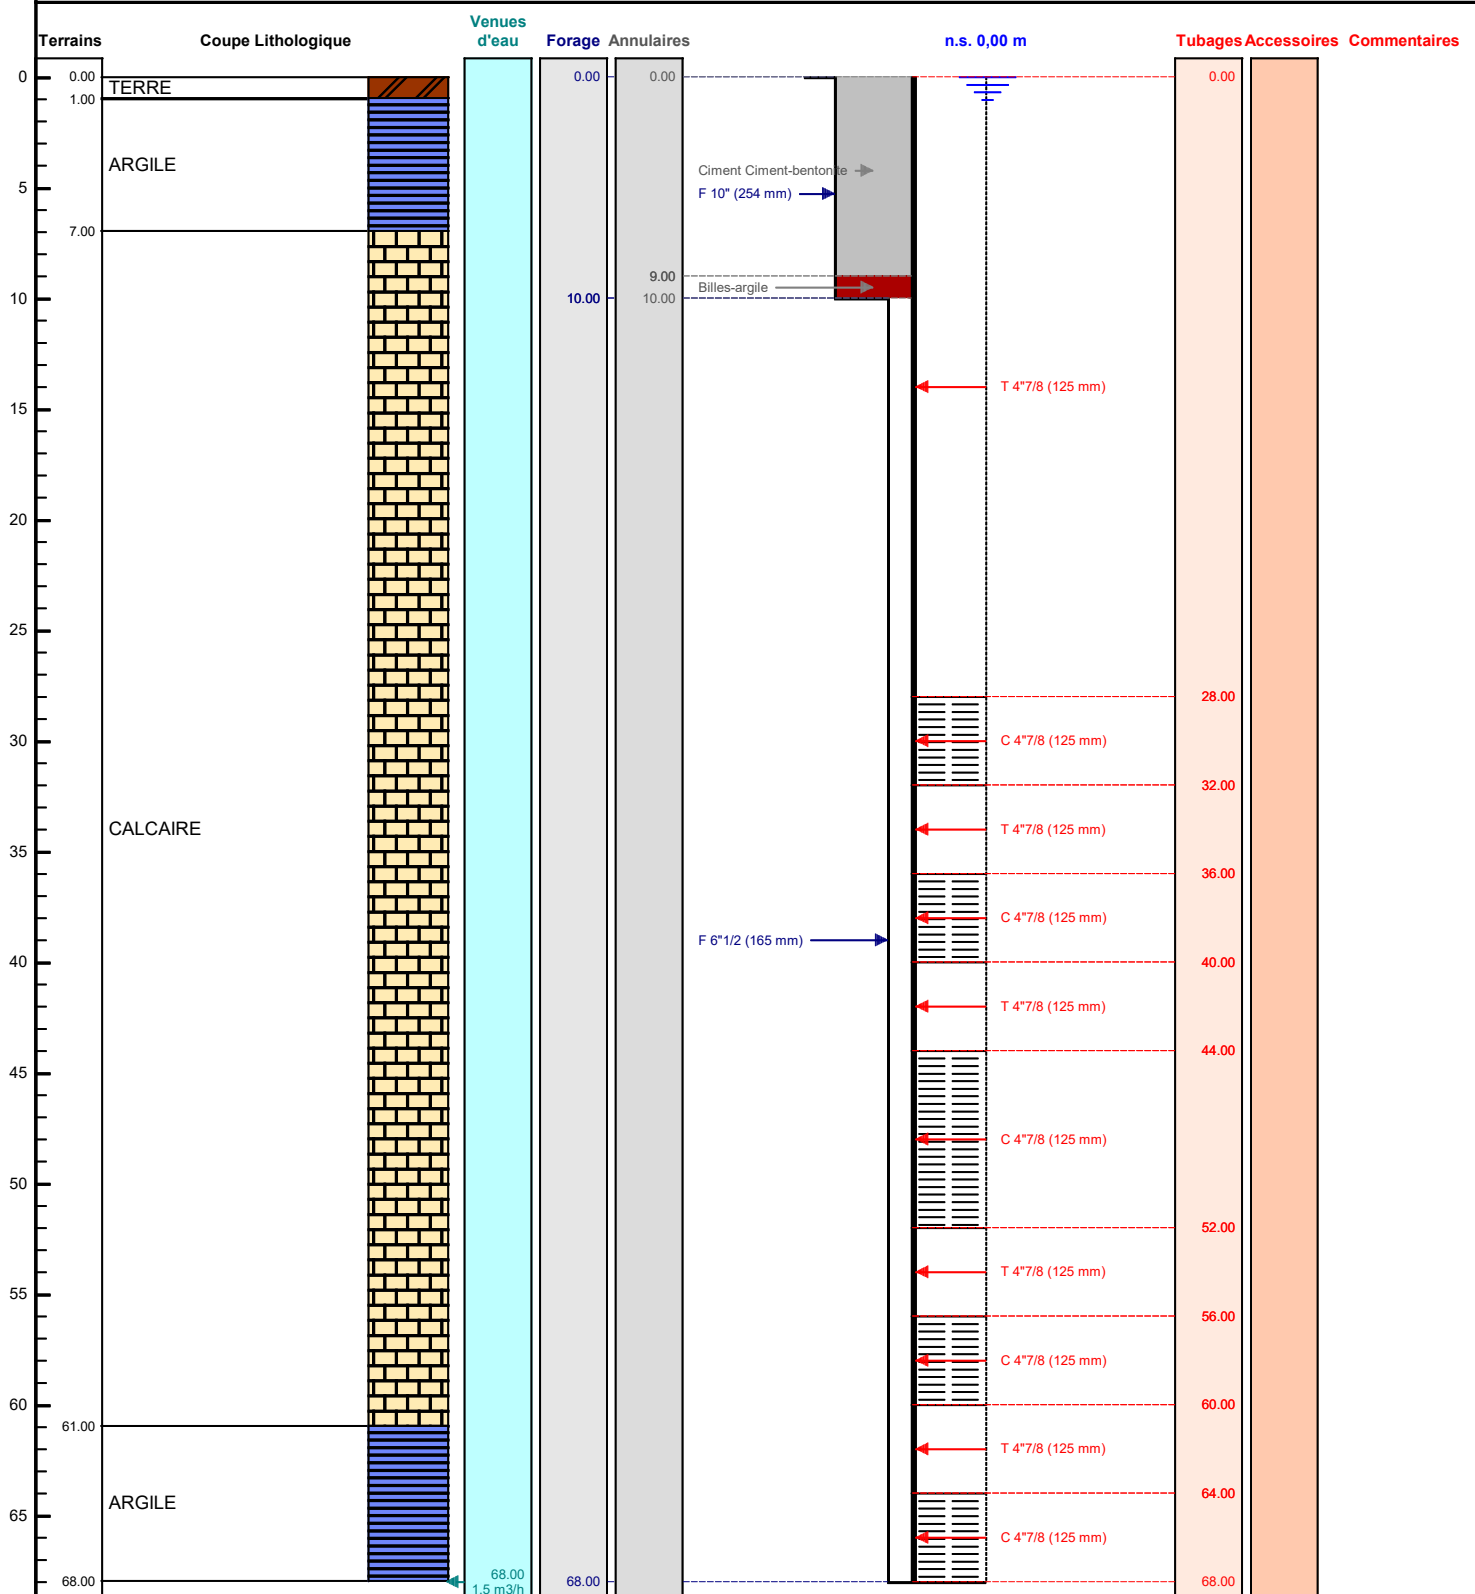 Terrains
Coupe Lithologique
Venues
d'eau
Forage
Annulaires
n.s. 0,00 m
Tubages
Accessoires
Commentaires
0
0.00
TERRE
0.00
0.00
0.00
1.00
ARGILE
Ciment Ciment-bentonite
5
F 10" (254 mm)
7.00
9.00
Billes-argile
10
10.00
10.00
T 4"7/8 (125 mm)
15
20
25
28.00
30
C 4"7/8 (125 mm)
32.00
CALCAIRE
T 4"7/8 (125 mm)
35
36.00
C 4"7/8 (125 mm)
F 6"1/2 (165 mm)
40
40.00
T 4"7/8 (125 mm)
44.00
45
C 4"7/8 (125 mm)
50
52.00
T 4"7/8 (125 mm)
55
56.00
C 4"7/8 (125 mm)
60
60.00
61.00
T 4"7/8 (125 mm)
64.00
ARGILE
65
C 4"7/8 (125 mm)
68.00
68.00
1.5 m3/h
68.00
68.00